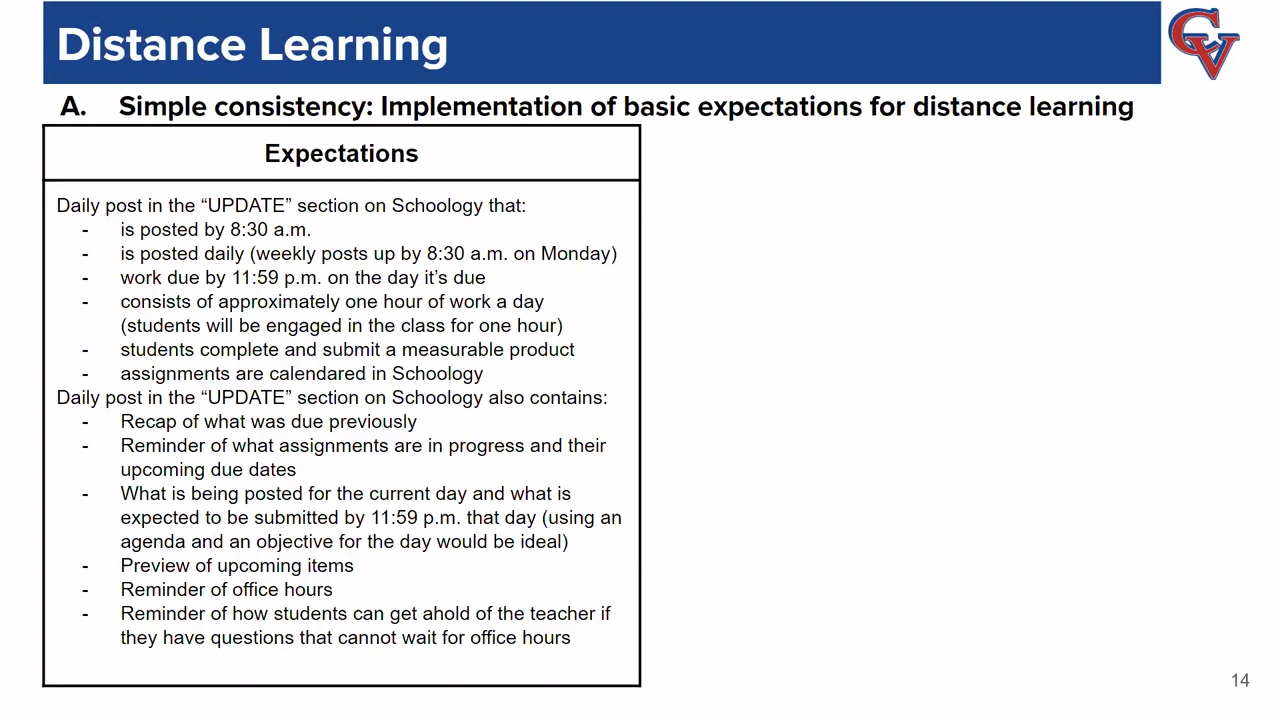 Distance Learning
CV
A. Simple consistency: Implementation of basic expectations for distance learning
Expectations
Daily post in the “UPDATE” section on Schoology that:
- is posted by 8:30 a.m.
- is posted daily (weekly posts up by 8:30 a.m. on Monday)
- work due by 11:59 p.m. on the day it’s due
- consists of approximately one hour of work a day
(students will be engaged in the class for one hour)
- students complete and submit a measurable product
- assignments are calendared in Schoology
Daily post in the “UPDATE” section on Schoology also contains:
- Recap of what was due previously
- Reminder of what assignments are in progress and their
upcoming due dates
- What is being posted for the current day and what is
expected to be submitted by 11:59 p.m. that day (using an
agenda and an objective for the day would be ideal)
- Preview of upcoming items
- Reminder of office hours
- Reminder of how students can get ahold of the teacher if
they have questions that cannot wait for office hours
14